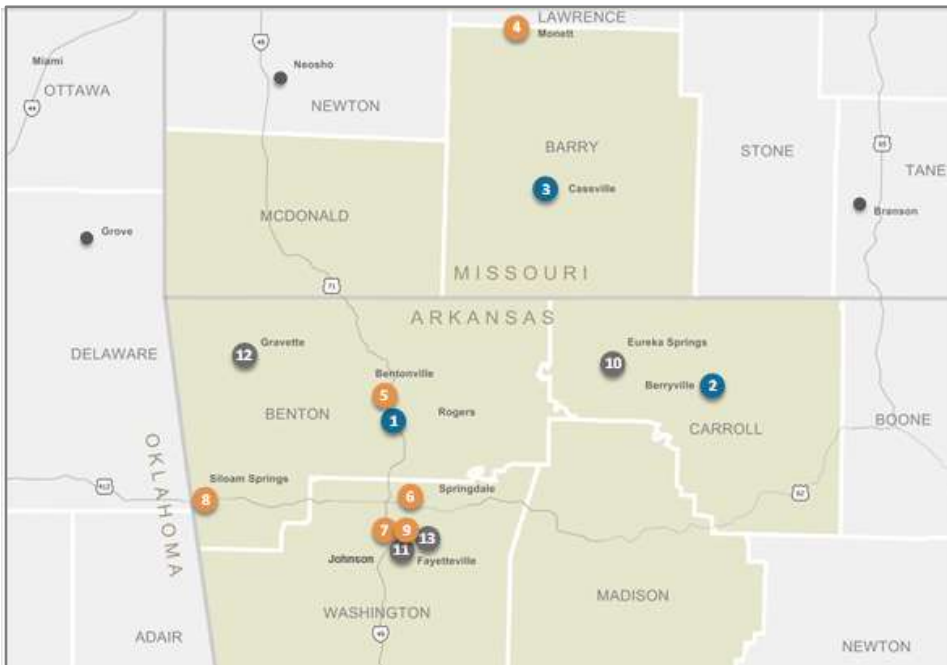 LAWRENCE
4
Monett
49
Miami
Neosho
OTTAWA
44
NEWTON
BARRY
STONE
65
TANE
3
Cassville
MCDONALD
Branson
Grove
MISSOURI
71
ARKANSAS
Gravette
12
Eureka Springs
10
DELAWARE
Bentonville
5
Berryville
2
BENTON
1
Rogers
CARROLL
BOONE
OKLAHOMA
Siloam Springs
412
8
6
Springdale
62
7
9
13
11
Johnson
Fayetteville
MADISON
WASHINGTON
49
ADAIR
NEWTON